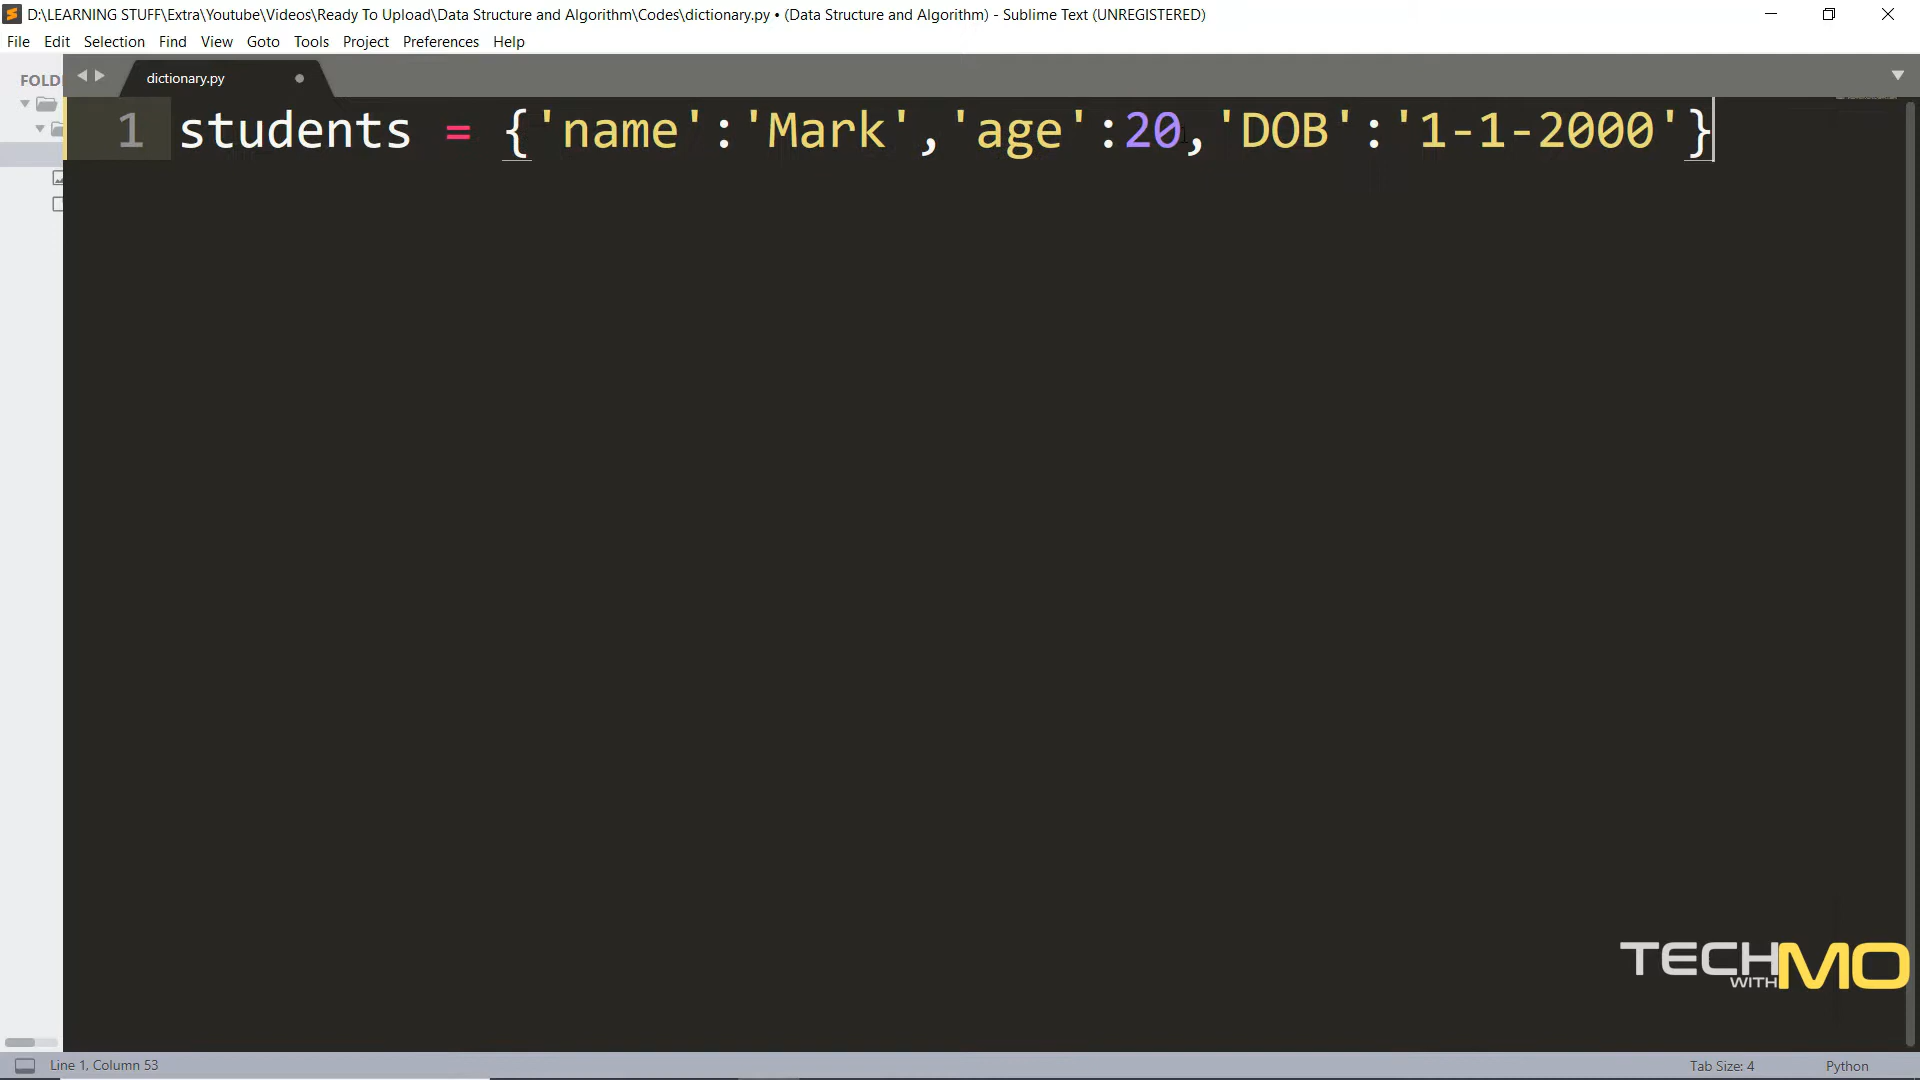 D:\LEARNING STUFF\Extra\Youtube\Videos\Ready To Upload\Data Structure and Algorithm\Codes\dictionary.py • (Data Structure and Algorithm) - Sublime Text (UNREGISTERED)
File Edit Selection Find View Goto Tools Project Preferences Help
FOLD
dictionary.py
1 students = {'name':'Mark','age':20,'DOB':'1-1-2000'}
TECH WITH MO
Line 1, Column 53 Tab Size: 4 Python